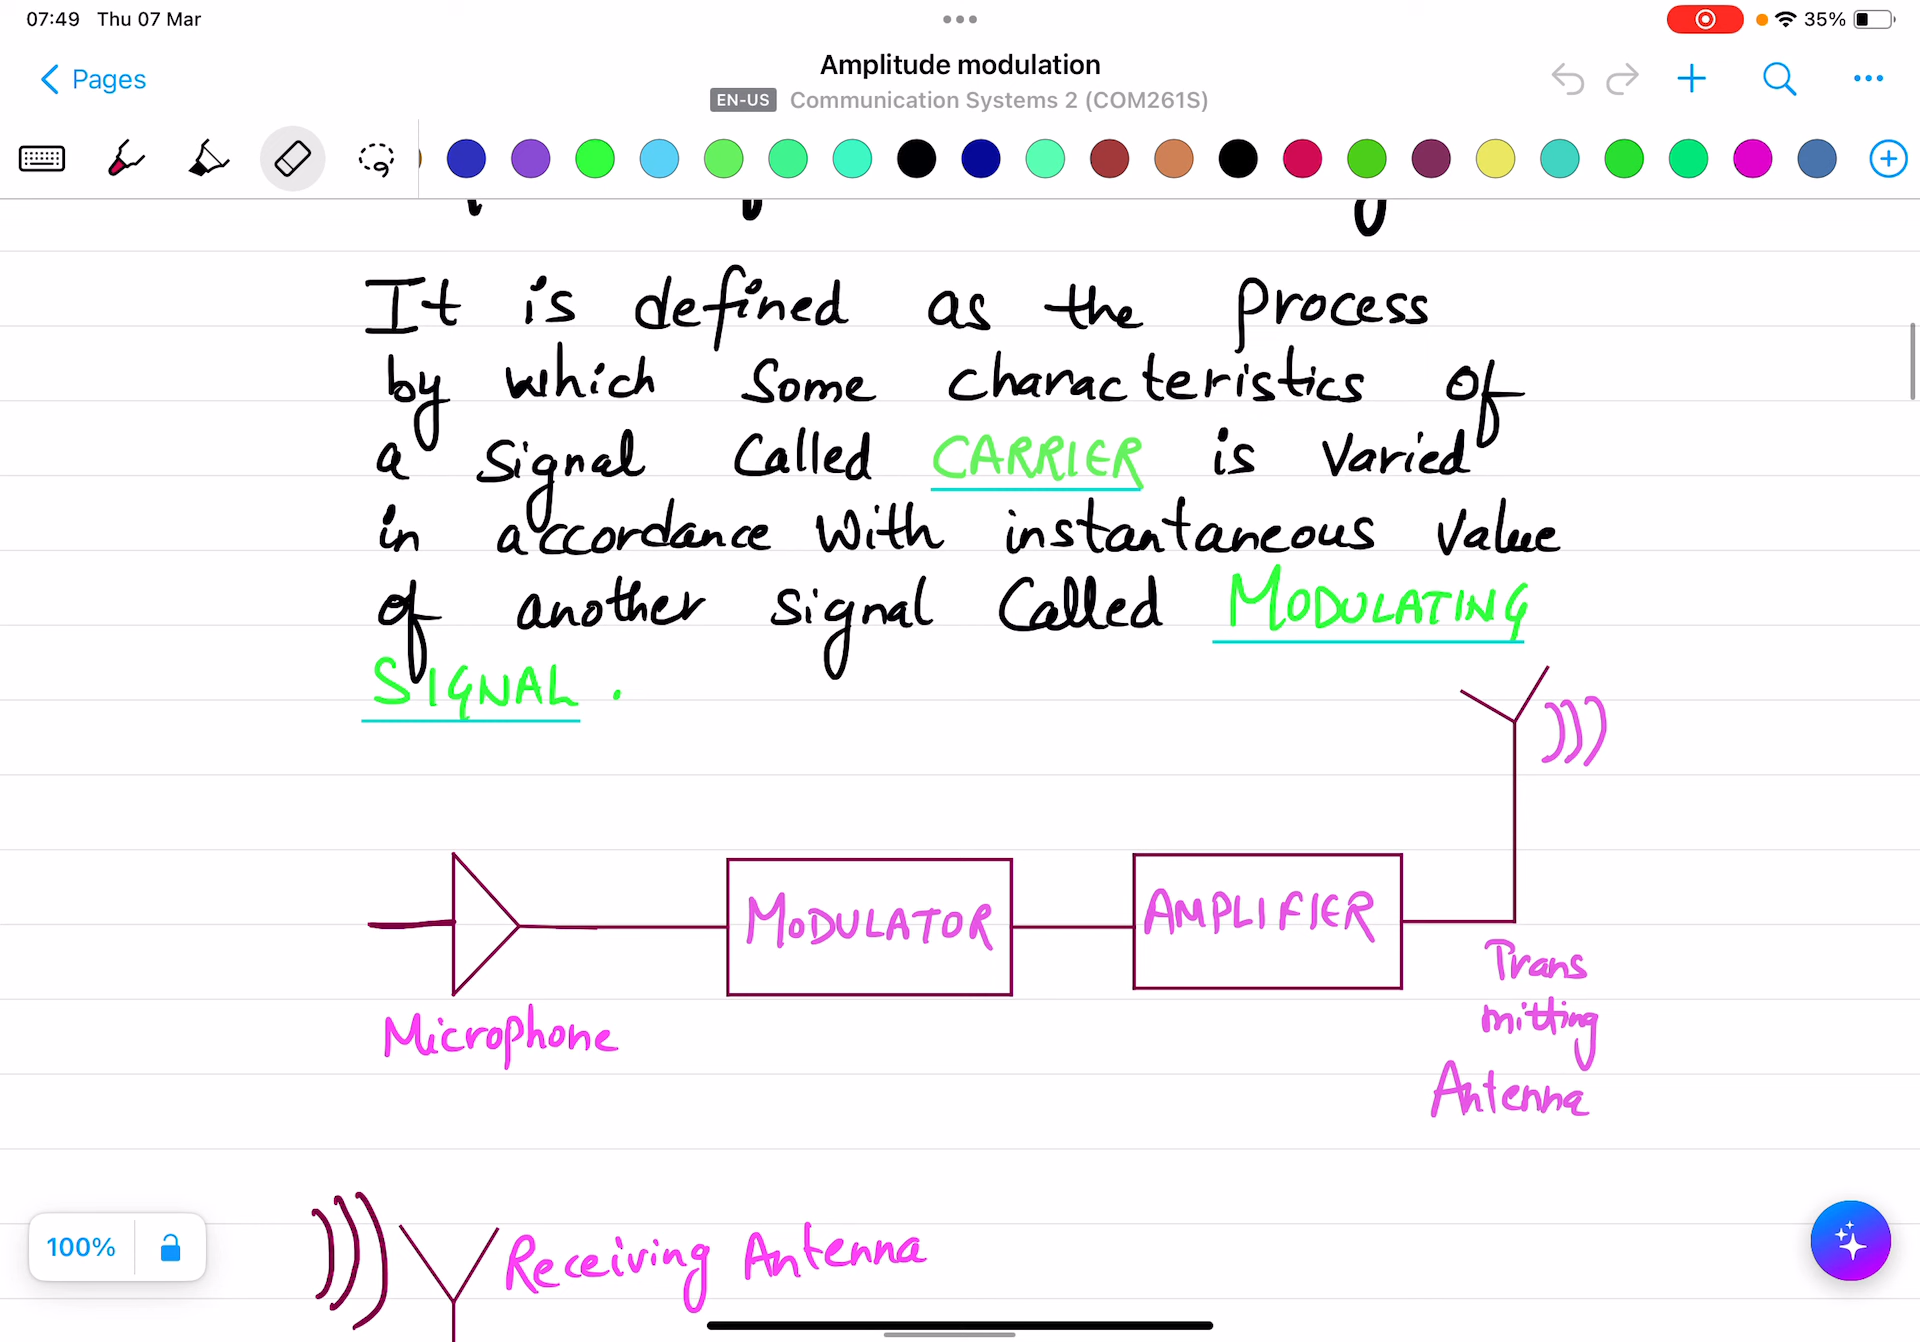 07:49 Thu 07 Mar
35%
Pages
Amplitude modulation
EN-US Communication Systems 2 (COM261S)
It is defined as the process
by which some characteristics of
a signal called CARRIER is varied
in accordance with instantaneous value
of another signal called MODULATING
SIGNAL.
MODULATOR
AMPLIFIER
Microphone
Trans
mitting
Antenna
100%
Receiving Antenna